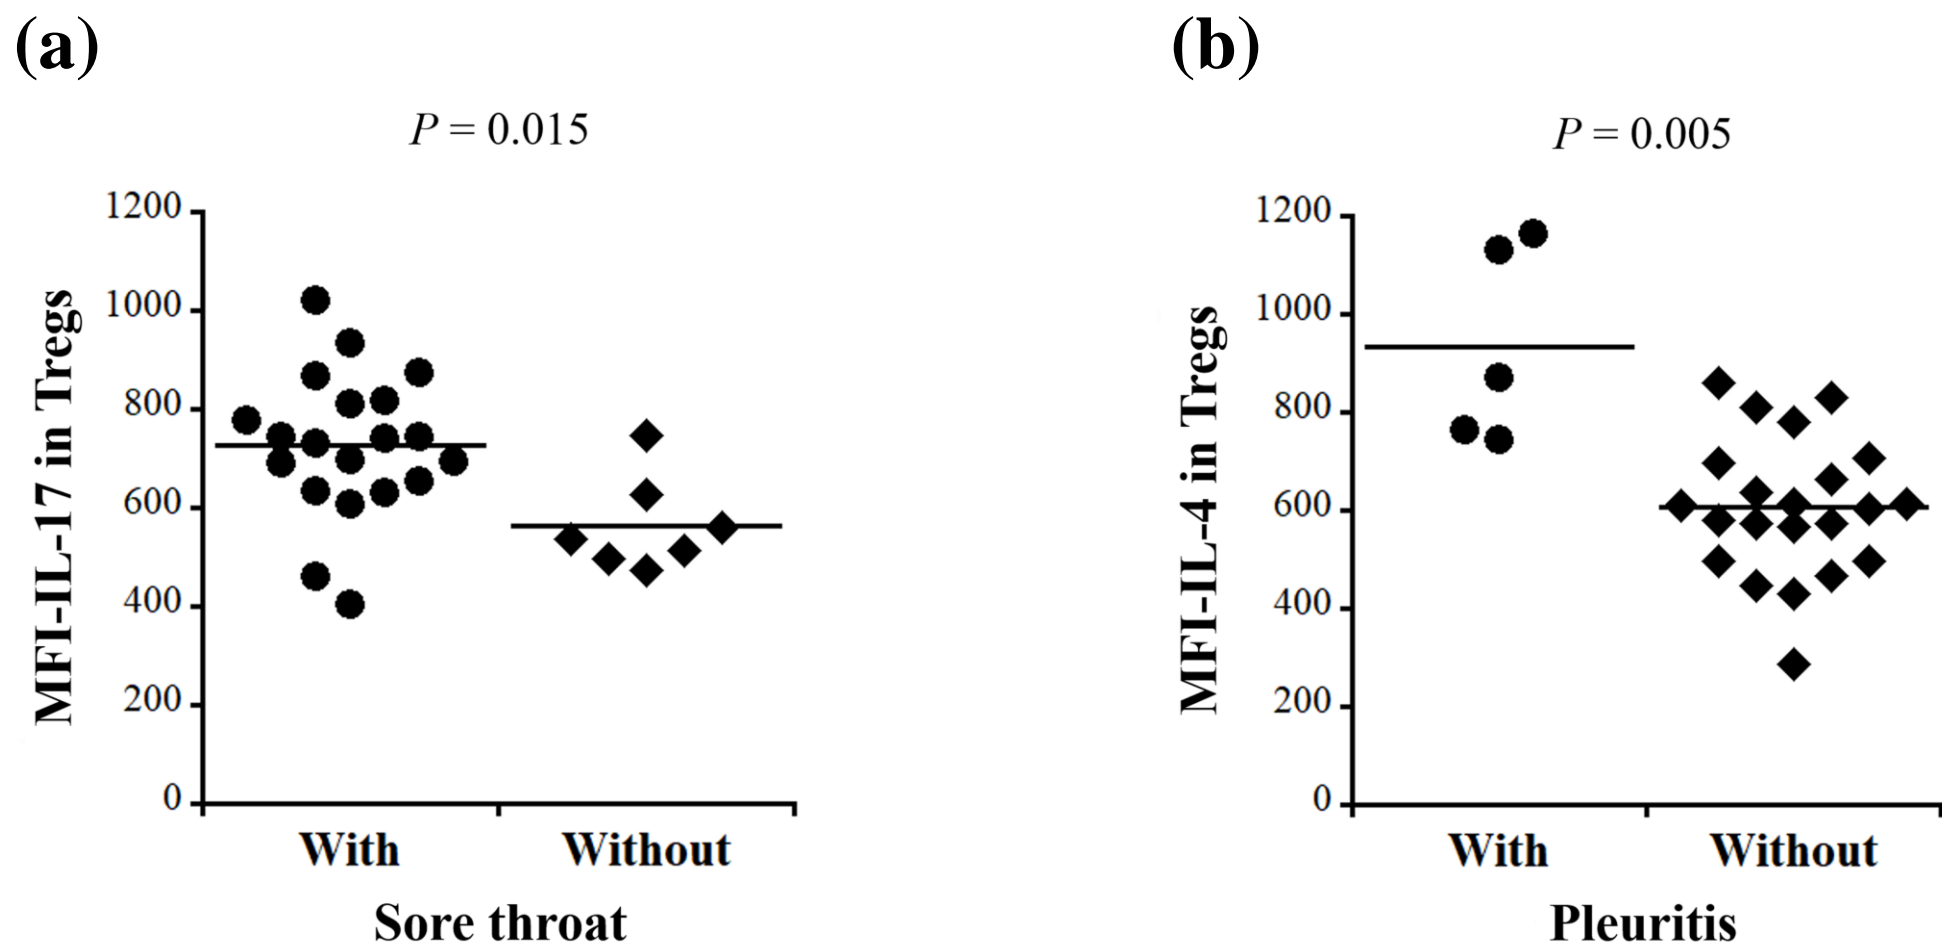 (a)
P = 0.015
MFI-IL-17 in Tregs
1200
1000
800
600
400
200
0
With Without
Sore throat
(b)
P = 0.005
MFI-IL-4 in Tregs
1200
1000
800
600
400
200
0
With Without
Pleuritis